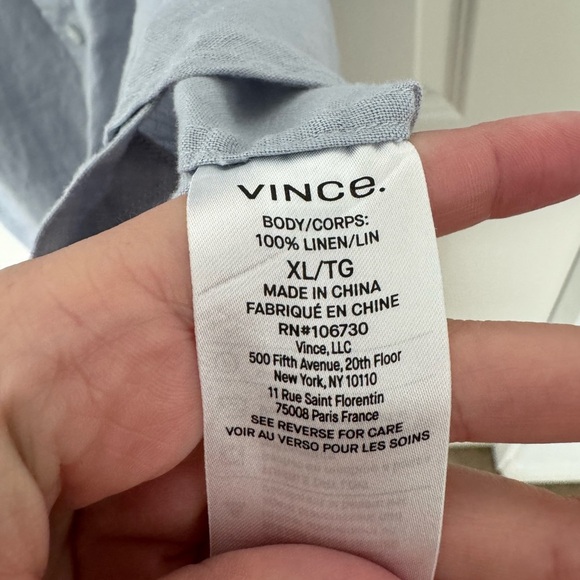 VINCe.
BODY/CORPS:
100% LINEN/LIN
XL/TG
MADE IN CHINA
FABRIQUÉ EN CHINE
RN#106730
Vince, LLC
500 Fifth Avenue, 20th Floor
New York, NY 10110
11 Rue Saint Florentin
75008 Paris France
SEE REVERSE FOR CARE
VOIR AU VERSO POUR LES SOINS